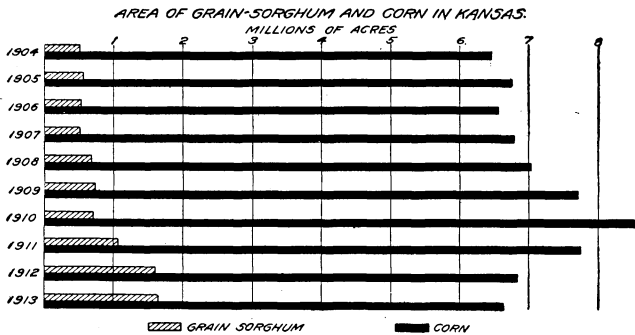 AREA OF GRAIN-SORGHUM AND CORN IN KANSAS.
MILLIONS OF ACRES
1 2 3 4 5 6 7 8
1904
1905
1906
1907
1908
1909
1910
1911
1912
1913
GRAIN SORGHUM CORN